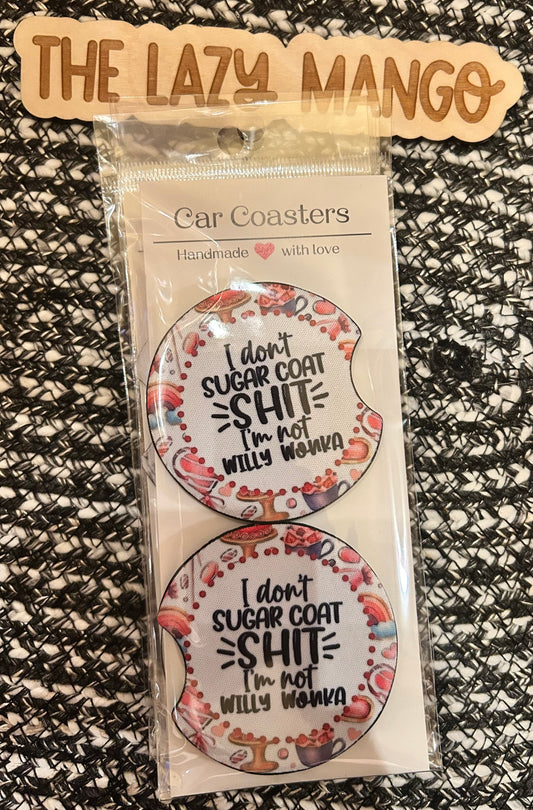 THE LAZY MANGO
Car Coasters
Handmade with love
I don't
SUGAR COAT
SHIT
I'm not
WILLY WONKA
I don't
SUGAR COAT
SHIT
I'm not
WILLY WONKA